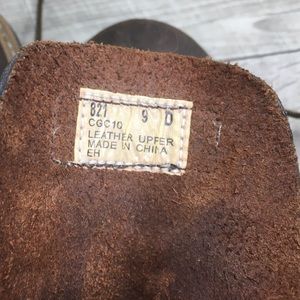 821 9 D
CGC10
LEATHER UPPER
MADE IN CHINA
EH